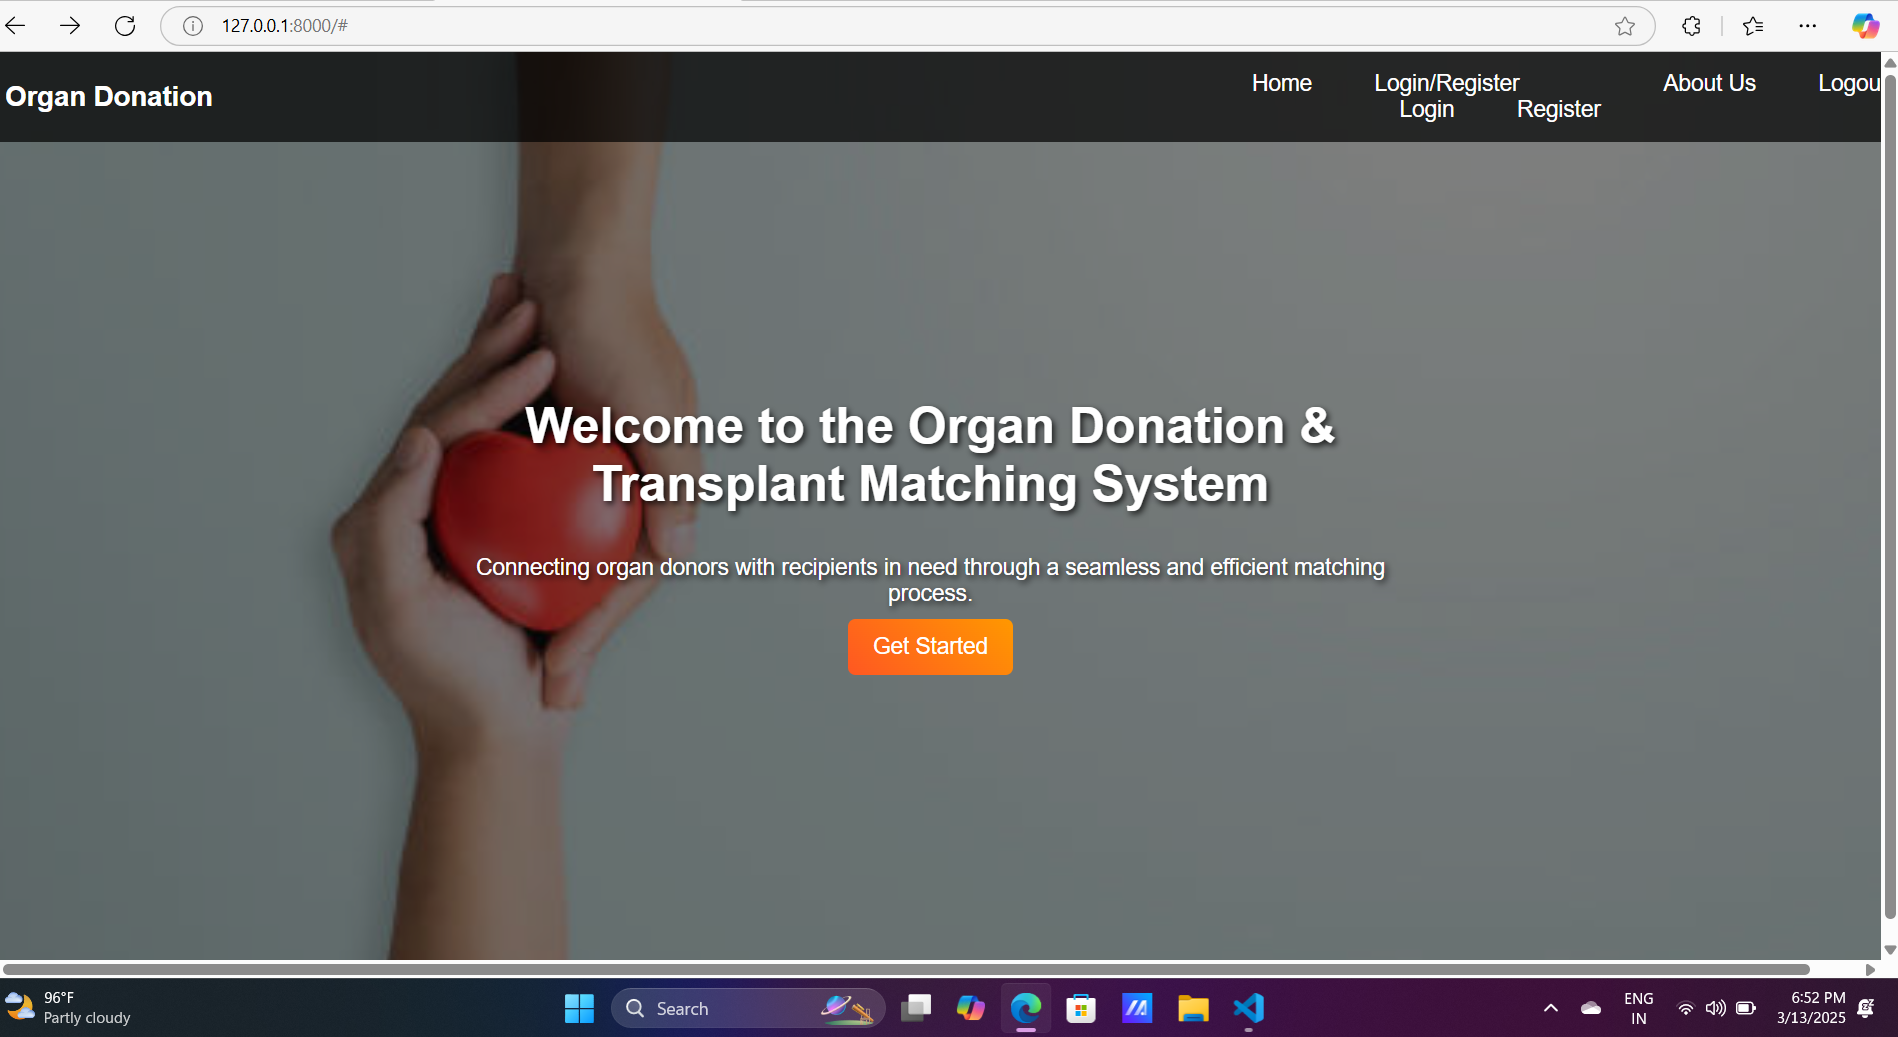 127.0.0.1:8000/#
Organ Donation
Home Login/Register About Us Logou
Login Register
Welcome to the Organ Donation &
Transplant Matching System
Connecting organ donors with recipients in need through a seamless and efficient matching
process.
Get Started
96°F
Partly cloudy
Search
ENG
IN
6:52 PM
3/13/2025